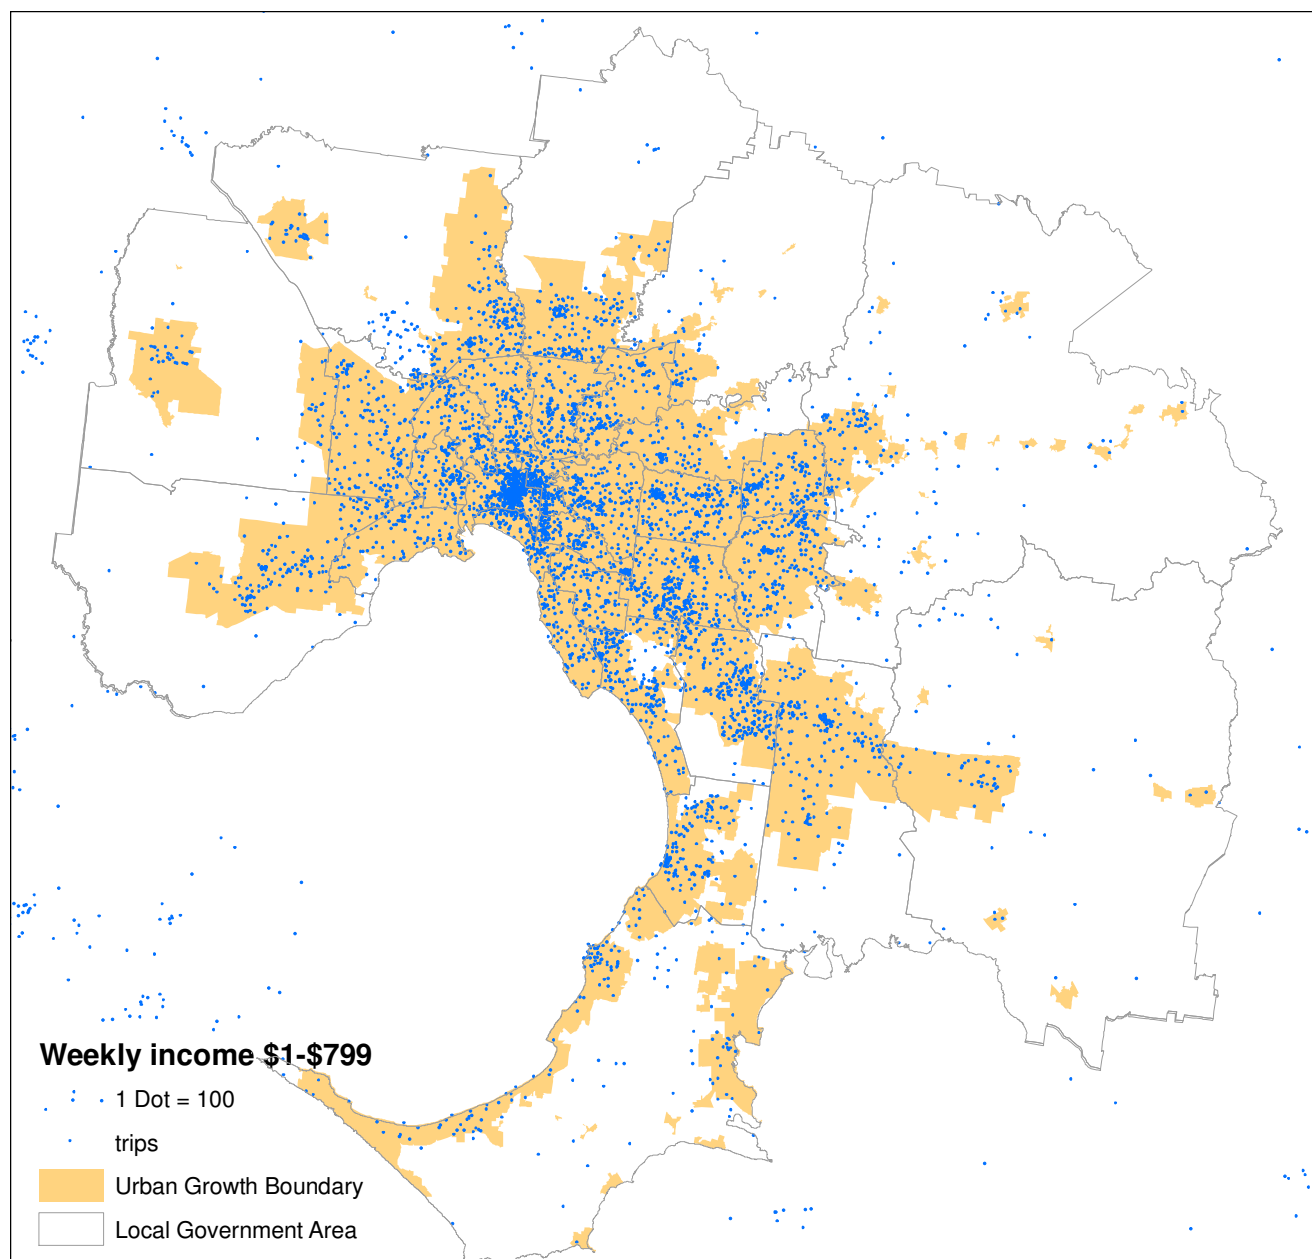 Weekly income $1-$799
1 Dot = 100
trips
Urban Growth Boundary
Local Government Area